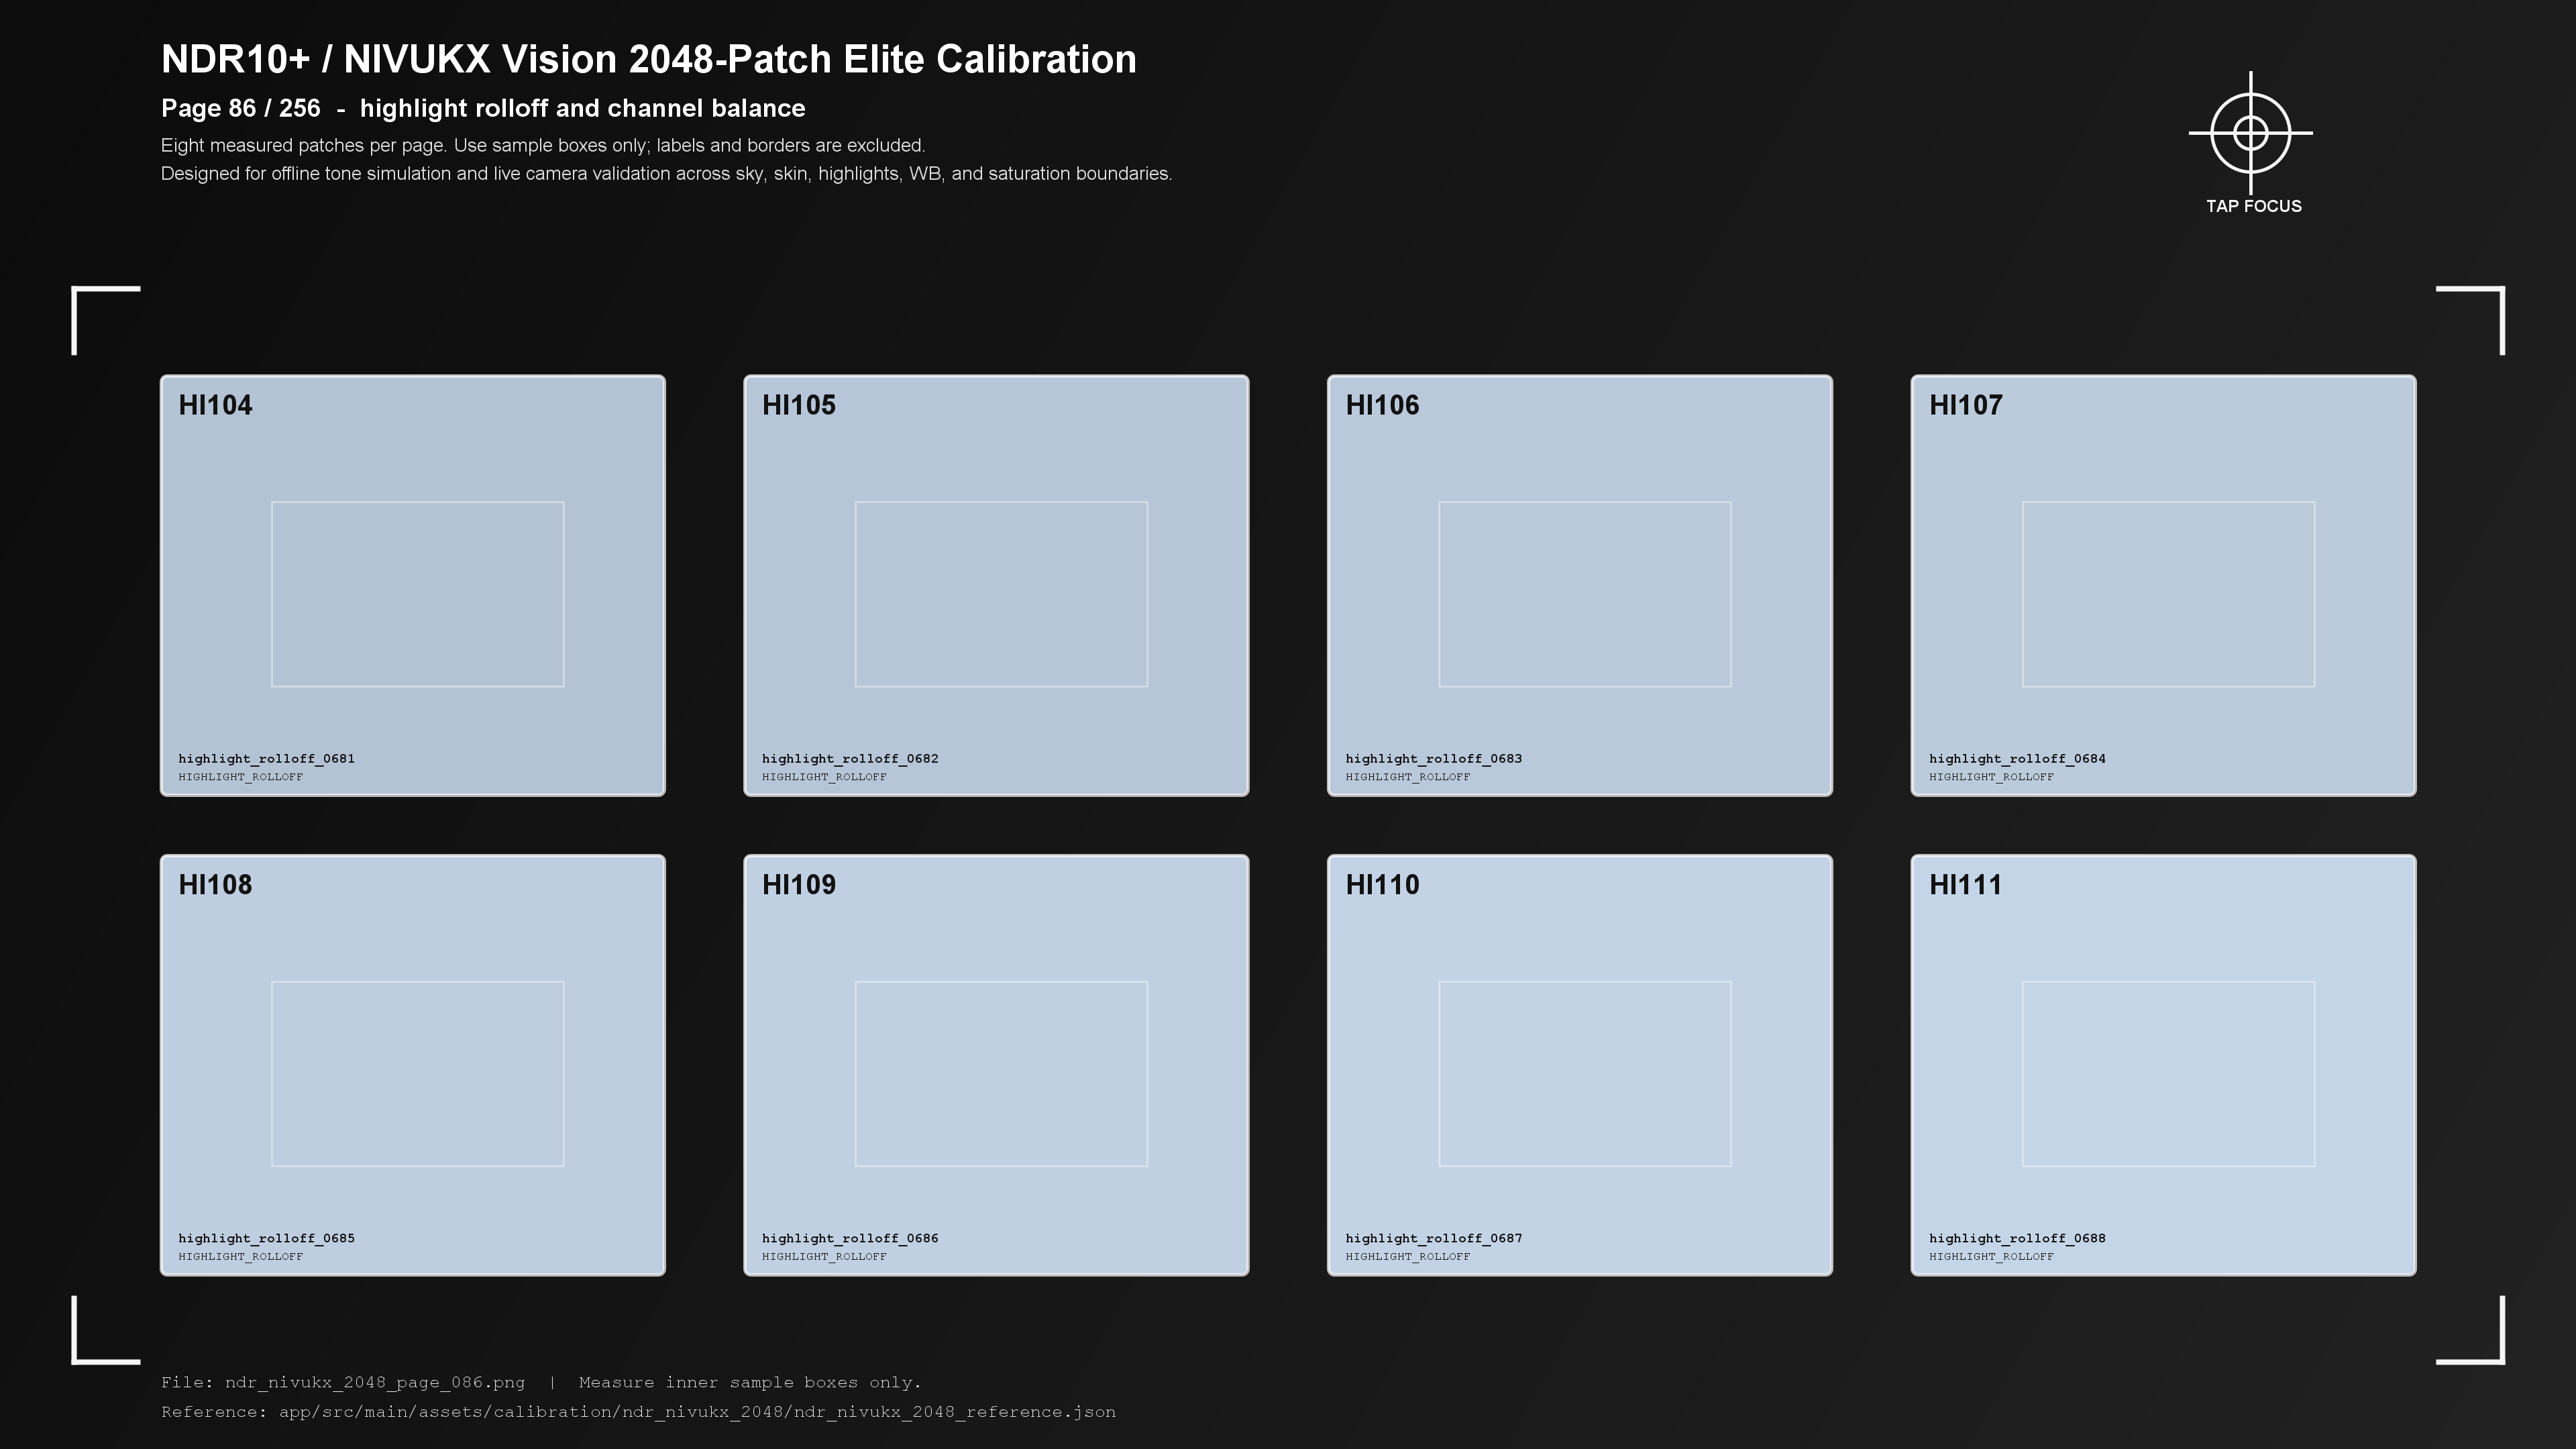 NDR10+ / NIVUKX Vision 2048-Patch Elite Calibration
Page 86 / 256 - highlight rolloff and channel balance
Eight measured patches per page. Use sample boxes only; labels and borders are excluded.
Designed for offline tone simulation and live camera validation across sky, skin, highlights, WB, and saturation boundaries.
TAP FOCUS
HI104
highlight_rolloff_0681
HIGHLIGHT_ROLLOFF
HI105
highlight_rolloff_0682
HIGHLIGHT_ROLLOFF
HI106
highlight_rolloff_0683
HIGHLIGHT_ROLLOFF
HI107
highlight_rolloff_0684
HIGHLIGHT_ROLLOFF
HI108
highlight_rolloff_0685
HIGHLIGHT_ROLLOFF
HI109
highlight_rolloff_0686
HIGHLIGHT_ROLLOFF
HI110
highlight_rolloff_0687
HIGHLIGHT_ROLLOFF
HI111
highlight_rolloff_0688
HIGHLIGHT_ROLLOFF
File: ndr_nivukx_2048_page_086.png | Measure inner sample boxes only.
Reference: app/src/main/assets/calibration/ndr_nivukx_2048/ndr_nivukx_2048_reference.json